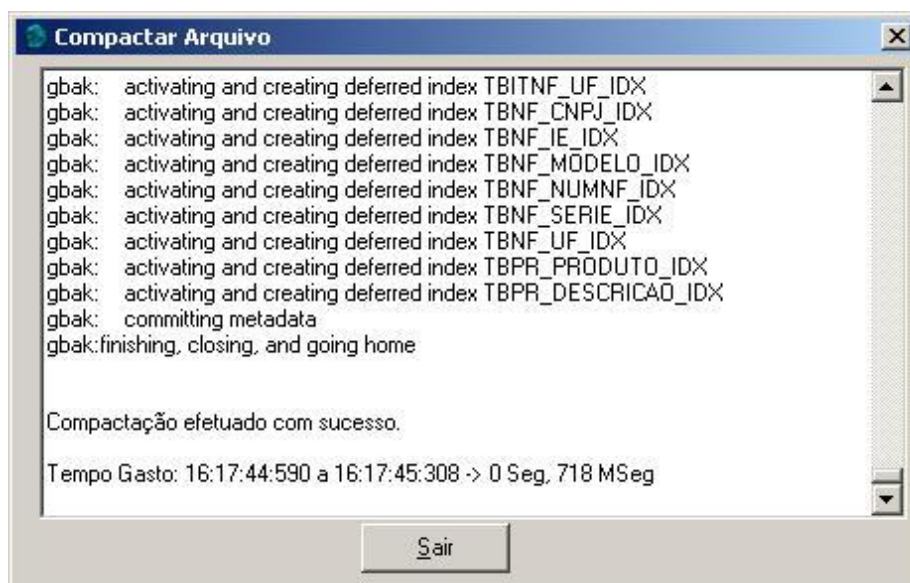 Compactar Arquivo
gbak: activating and creating deferred index TBITNF_UF_IDX
gbak: activating and creating deferred index TBNF_CNPJ_IDX
gbak: activating and creating deferred index TBNF_IE_IDX
gbak: activating and creating deferred index TBNF_MODELO_IDX
gbak: activating and creating deferred index TBNF_NUMNF_IDX
gbak: activating and creating deferred index TBNF_SERIE_IDX
gbak: activating and creating deferred index TBNF_UF_IDX
gbak: activating and creating deferred index TBPR_PRODUTO_IDX
gbak: activating and creating deferred index TBPR_DESCRICAO_IDX
gbak: committing metadata
gbak:finishing, closing, and going home
Compactação efetuado com sucesso.
Tempo Gasto: 16:17:44:590 a 16:17:45:308 -> 0 Seg, 718 MSeg
Sair